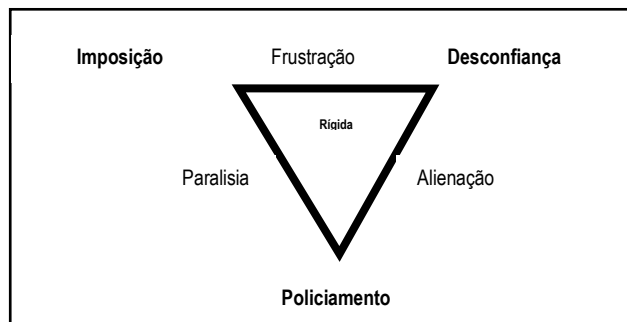 Imposição Frustração Desconfiança
Rígida
Paralisia Alienação
Policiamento